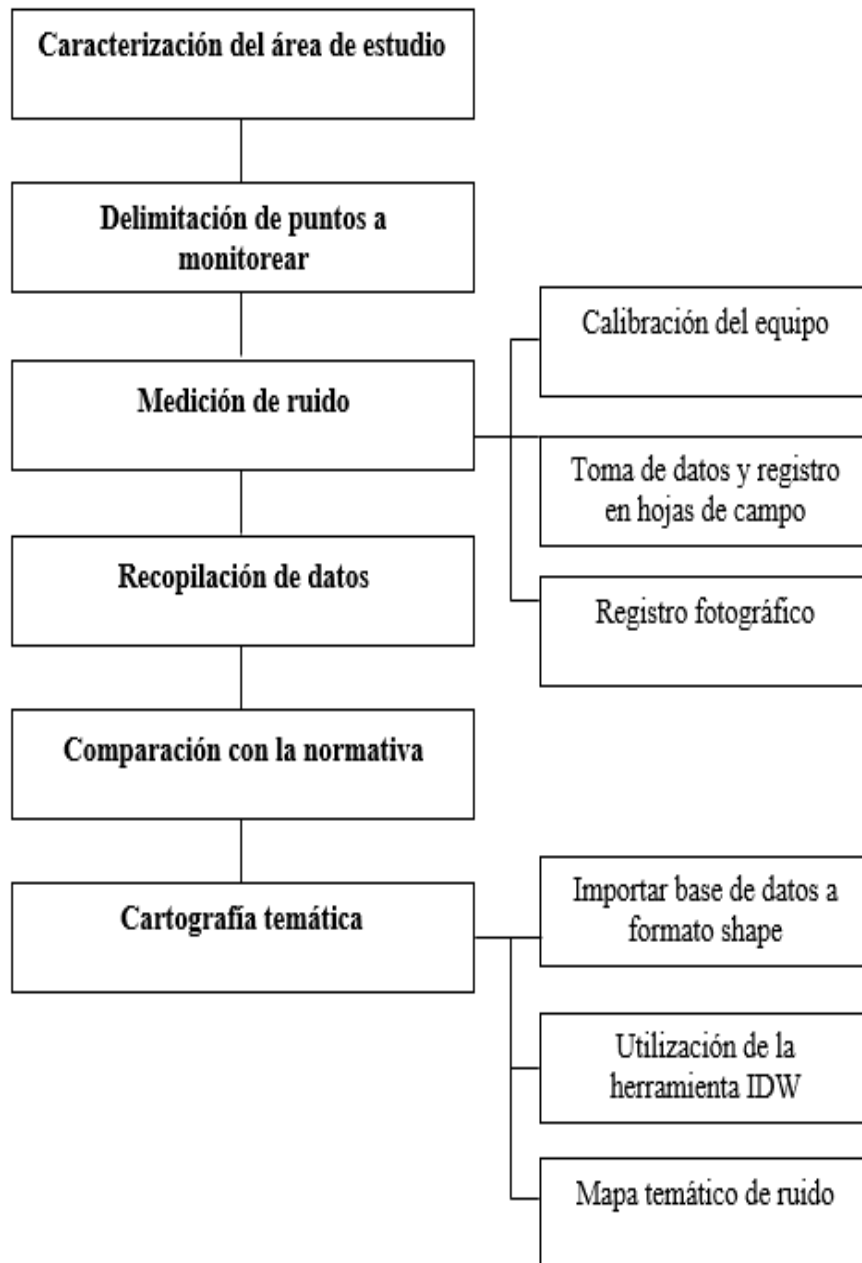 Caracterización del área de estudio
Delimitación de puntos a
monitorear
Medición de ruido
Calibración del equipo
Toma de datos y registro
en hojas de campo
Registro fotográfico
Recopilación de datos
Comparación con la normativa
Cartografía temática
Importar base de datos a
formato shape
Utilización de la
herramienta IDW
Mapa temático de ruido